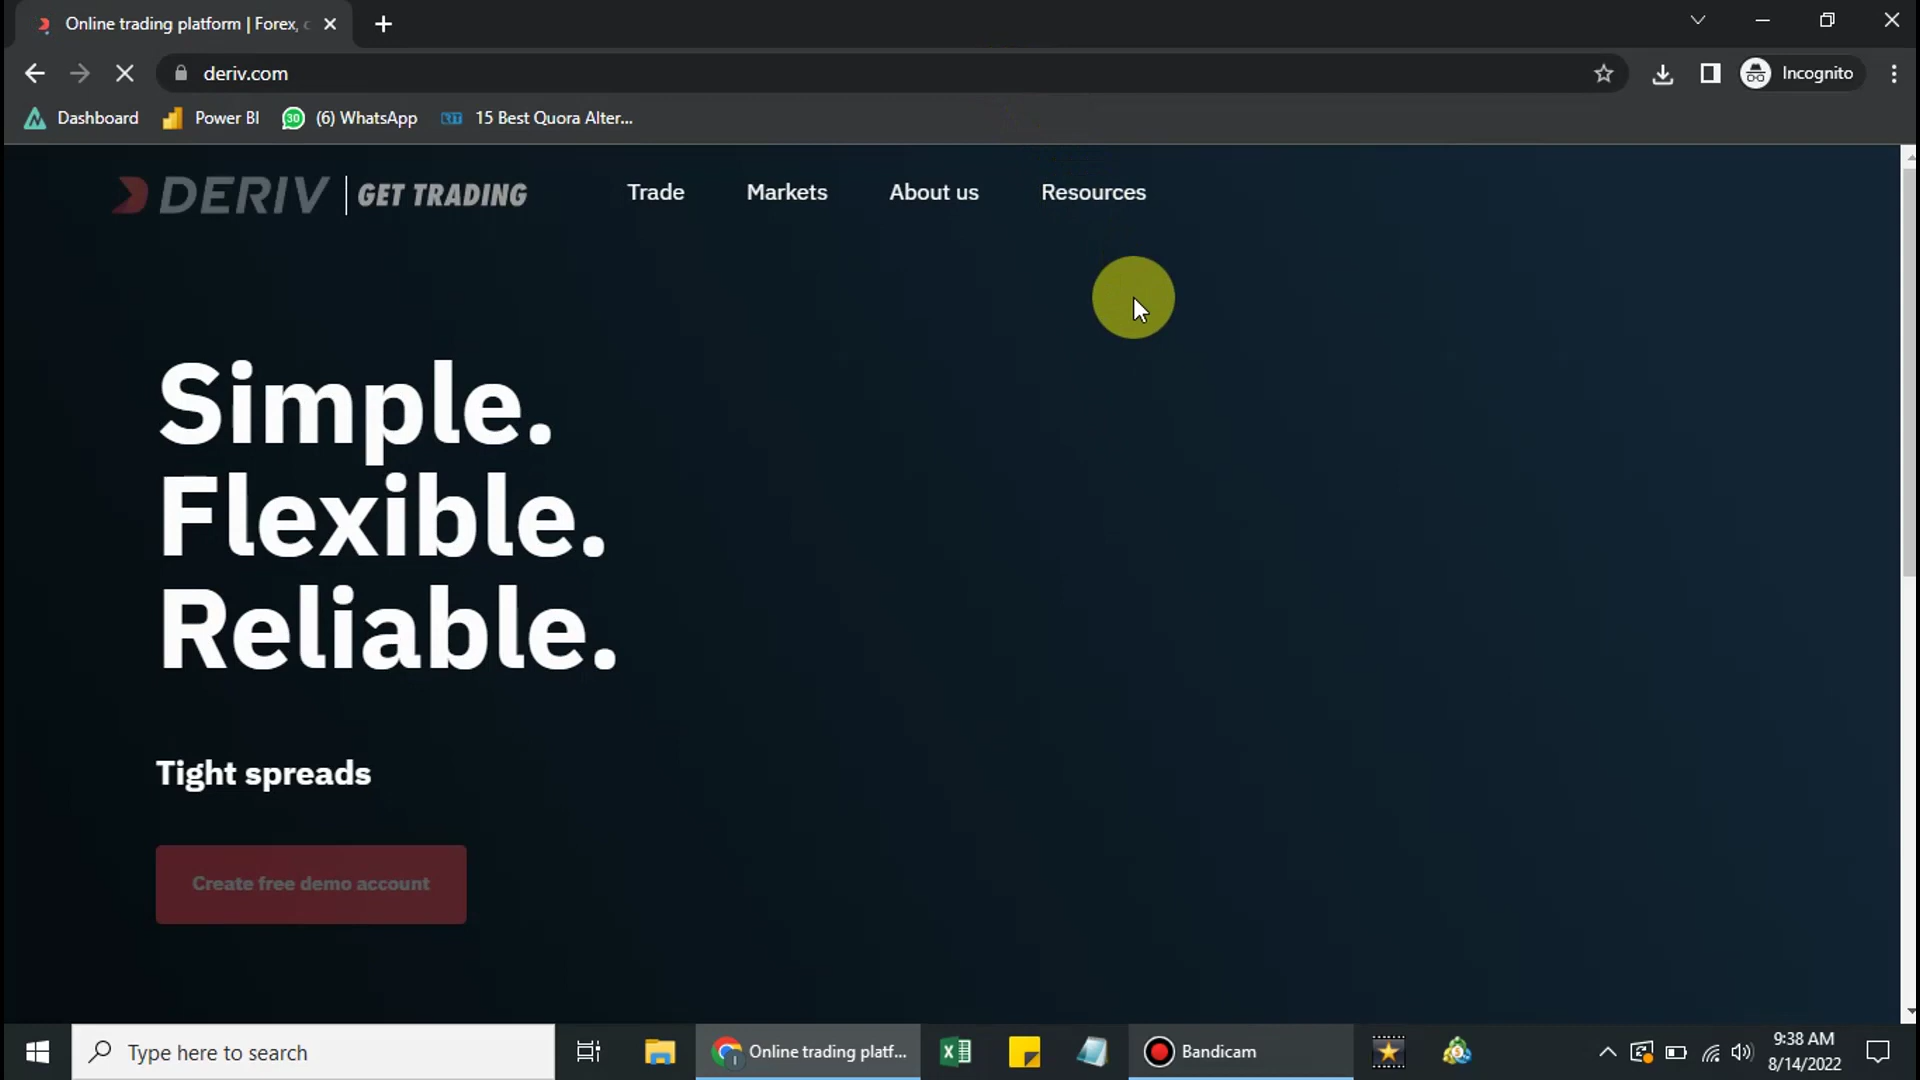 Online trading platform | Forex, c
deriv.com
Incognito
Dashboard
Power BI
30
(6) WhatsApp
RT
15 Best Quora Alter...
DERIV | GET TRADING
Trade
Markets
About us
Resources
Simple.
Flexible.
Reliable.
Tight spreads
Create free demo account
Type here to search
Online trading platf...
Bandicam
9:38 AM
8/14/2022